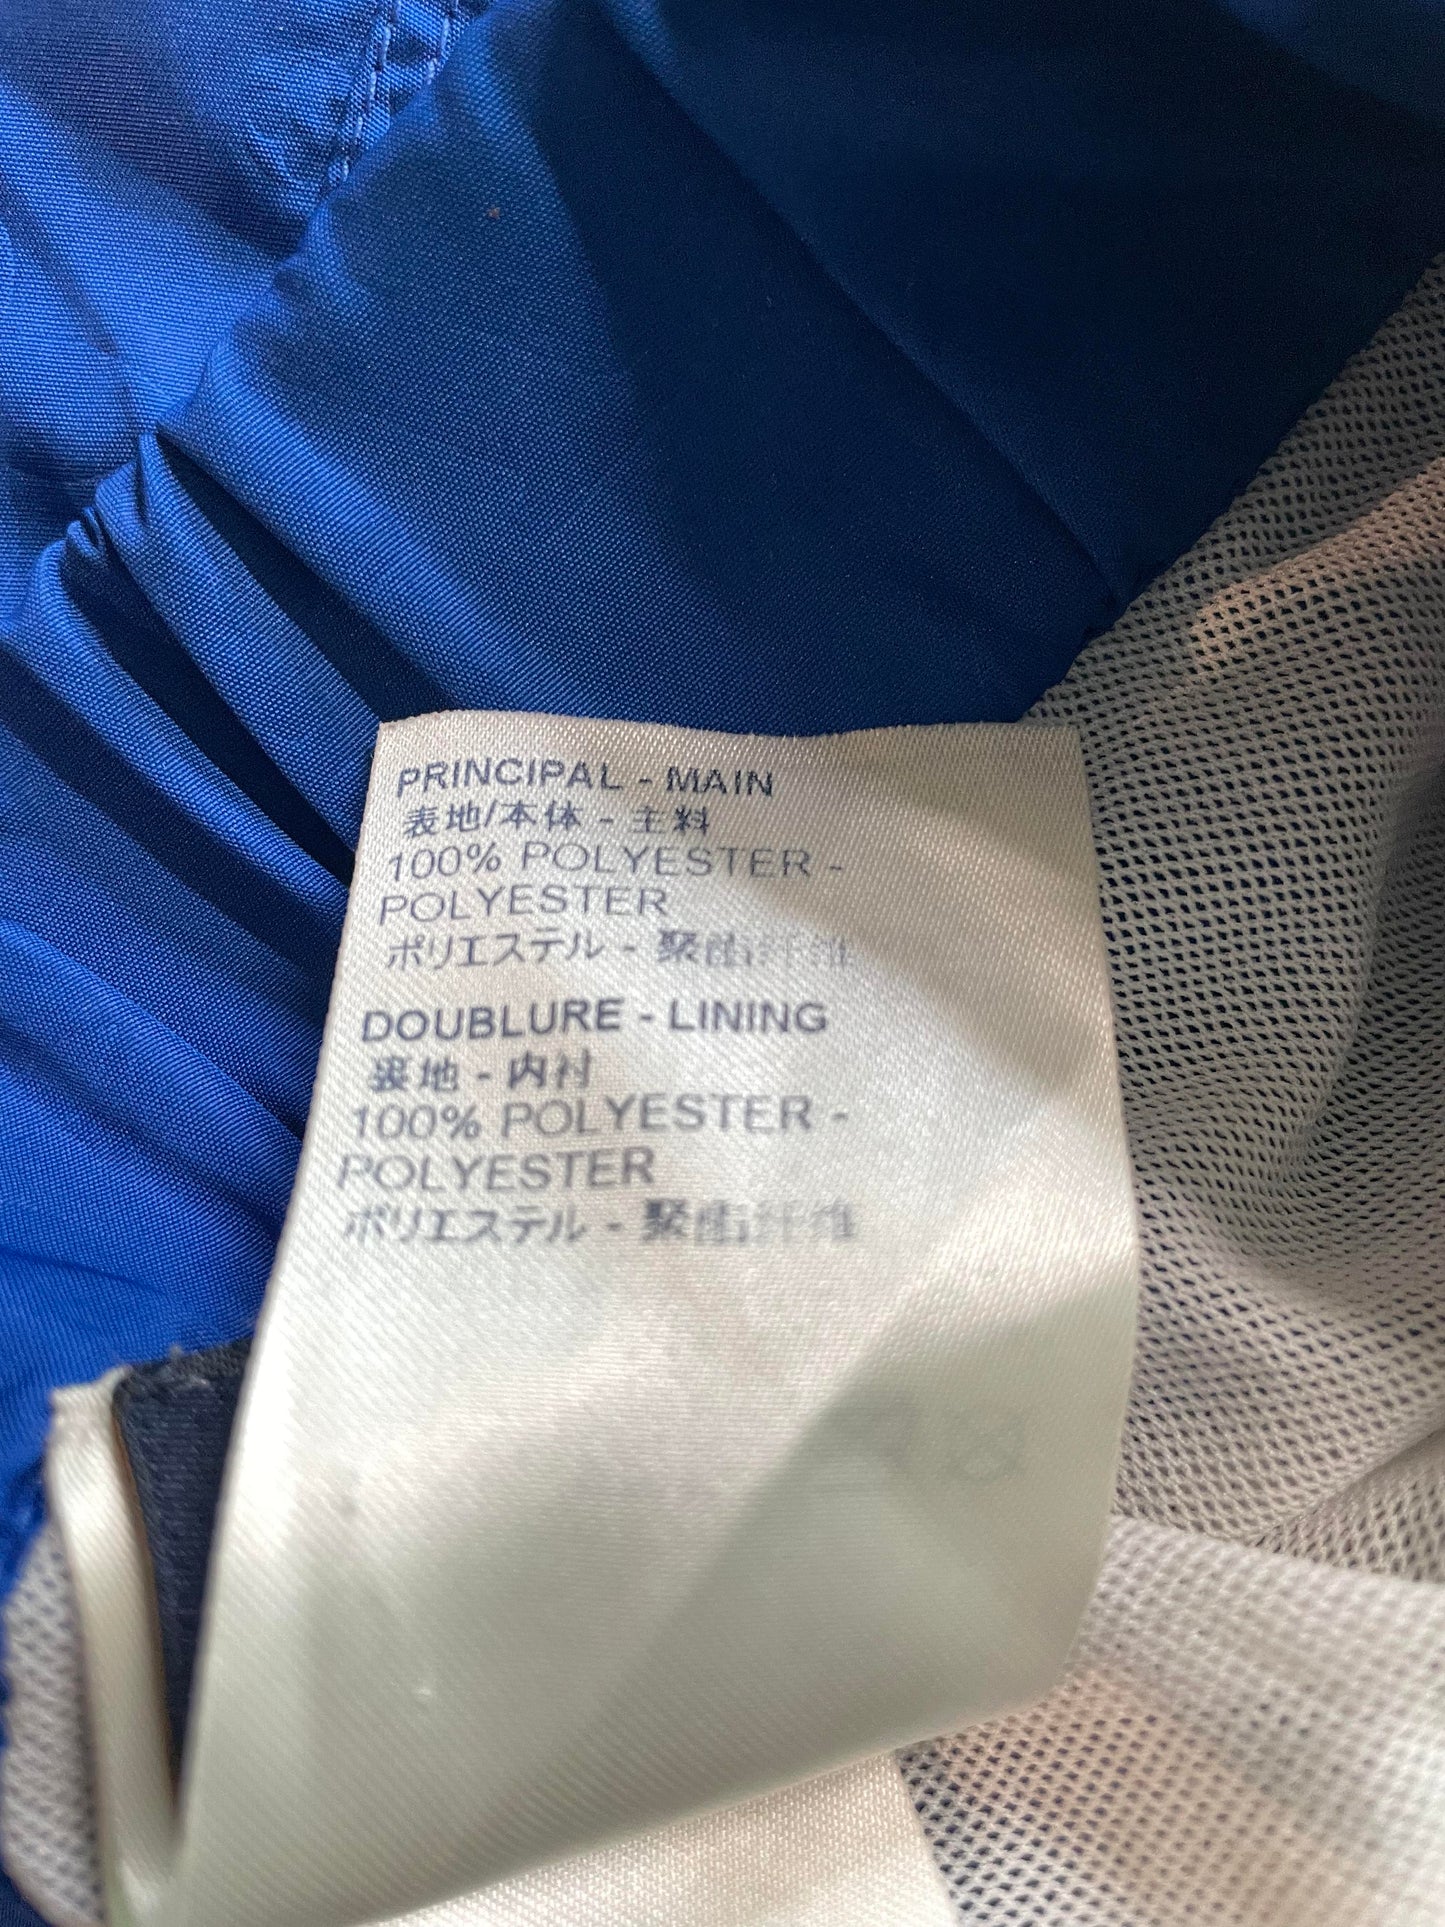 PRINCIPAL - MAIN
表地/本体 - 主料
100% POLYESTER -
POLYESTER
ポリエステル - 聚酯纤维
DOUBLURE - LINING
裏地 - 内衬
100% POLYESTER -
POLYESTER
ポリエステル - 聚酯纤维